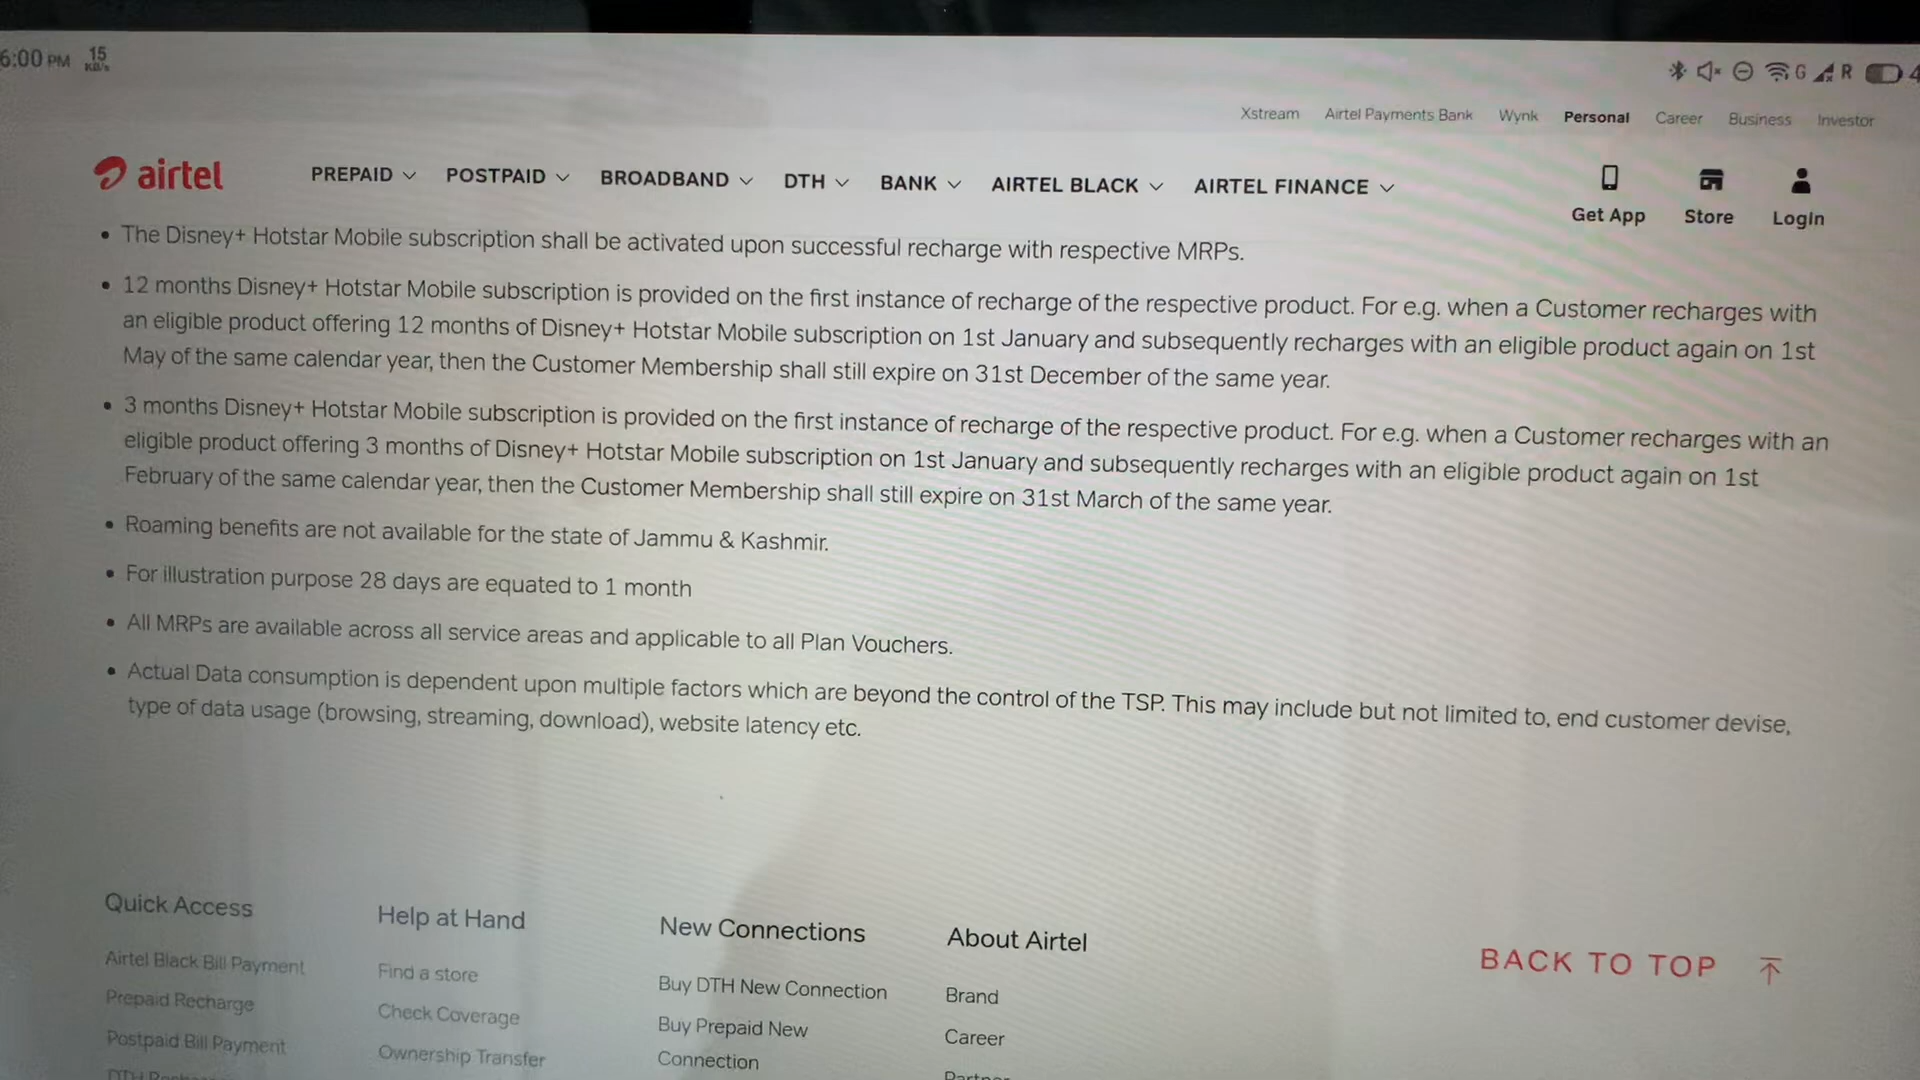 6:00 PM 15 KB/s
G R 4
Xstream Airtel Payments Bank Wynk Personal Career Business Investor
airtel PREPAID POSTPAID BROADBAND DTH BANK AIRTEL BLACK AIRTEL FINANCE
Get App Store LogIn
• The Disney+ Hotstar Mobile subscription shall be activated upon successful recharge with respective MRPs.
• 12 months Disney+ Hotstar Mobile subscription is provided on the first instance of recharge of the respective product. For e.g. when a Customer recharges with
an eligible product offering 12 months of Disney+ Hotstar Mobile subscription on 1st January and subsequently recharges with an eligible product again on 1st
May of the same calendar year, then the Customer Membership shall still expire on 31st December of the same year.
• 3 months Disney+ Hotstar Mobile subscription is provided on the first instance of recharge of the respective product. For e.g. when a Customer recharges with an
eligible product offering 3 months of Disney+ Hotstar Mobile subscription on 1st January and subsequently recharges with an eligible product again on 1st
February of the same calendar year, then the Customer Membership shall still expire on 31st March of the same year.
• Roaming benefits are not available for the state of Jammu & Kashmir.
• For illustration purpose 28 days are equated to 1 month
• All MRPs are available across all service areas and applicable to all Plan Vouchers.
• Actual Data consumption is dependent upon multiple factors which are beyond the control of the TSP. This may include but not limited to, end customer devise,
type of data usage (browsing, streaming, download), website latency etc.
Quick Access
Airtel Black Bill Payment
Prepaid Recharge
Postpaid Bill Payment
Help at Hand
Find a store
Check Coverage
Ownership Transfer
New Connections
Buy DTH New Connection
Buy Prepaid New
Connection
About Airtel
Brand
Career
BACK TO TOP